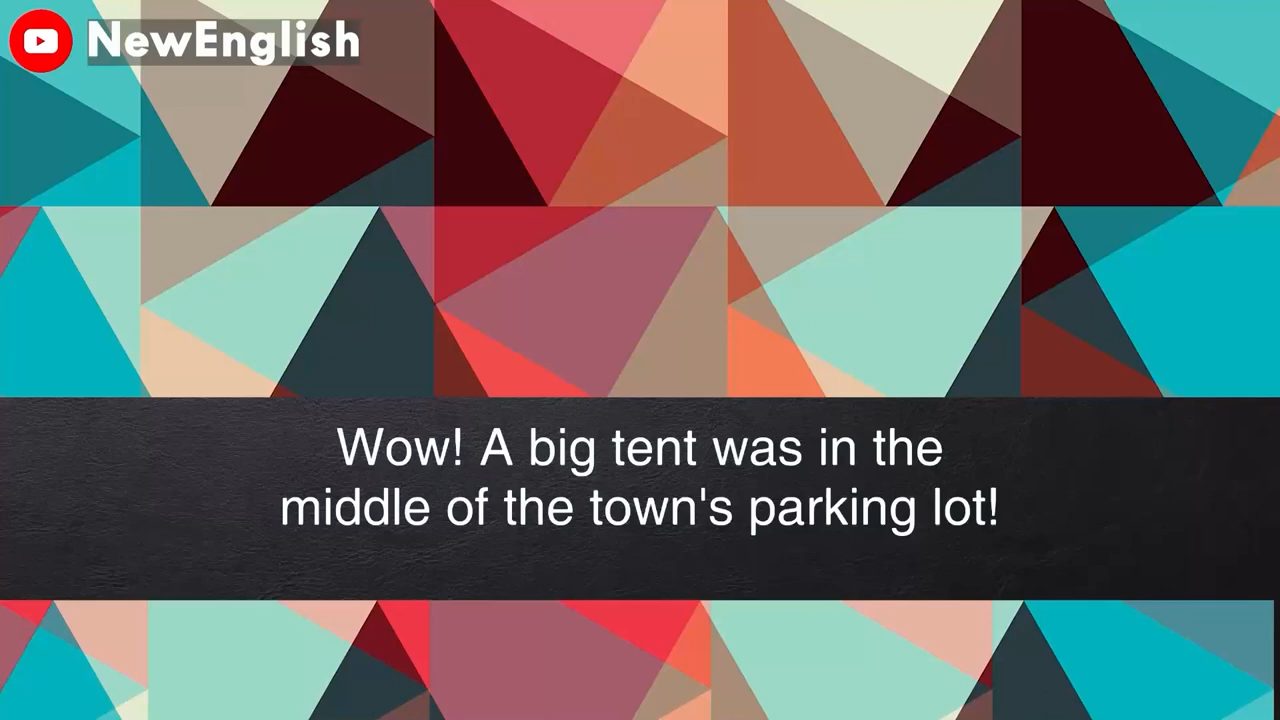 NewEnglish
Wow! A big tent was in the
middle of the town's parking lot!